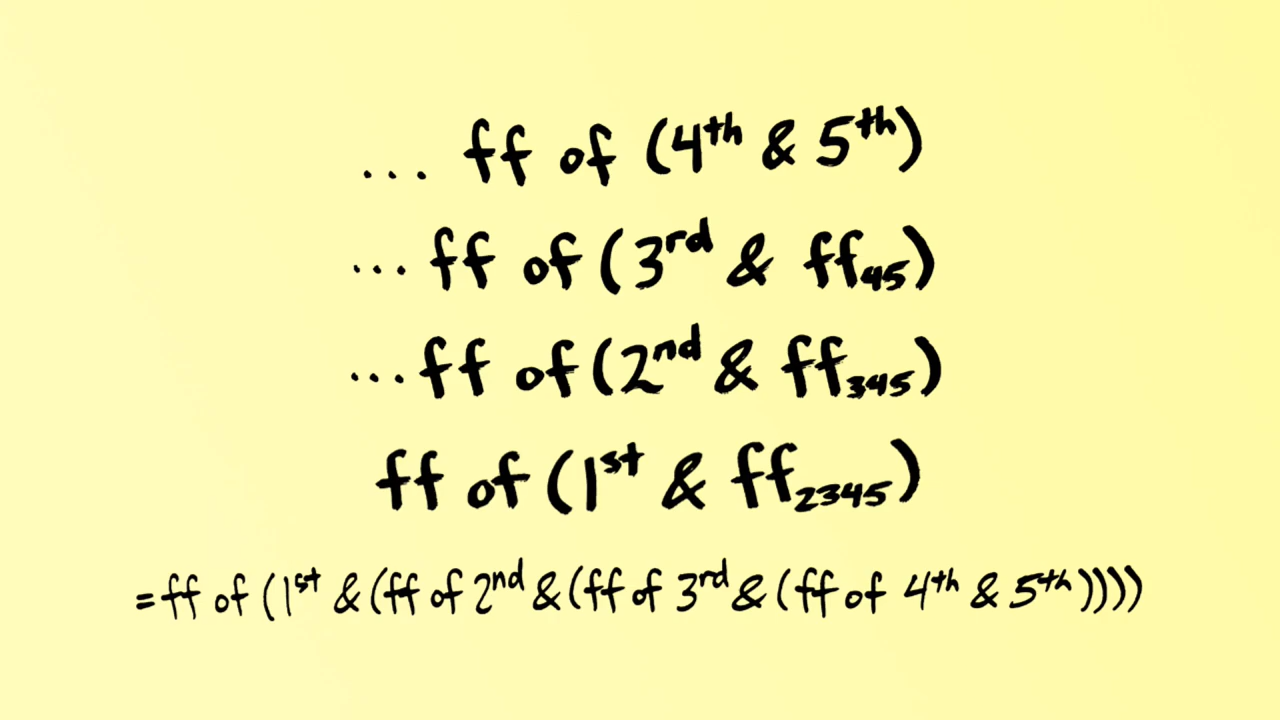 ... ff of (4th & 5th)
... ff of (3rd & ff45)
... ff of (2nd & ff345)
ff of (1st & ff2345)
= ff of (1st & (ff of 2nd & (ff of 3rd & (ff of 4th & 5th))))